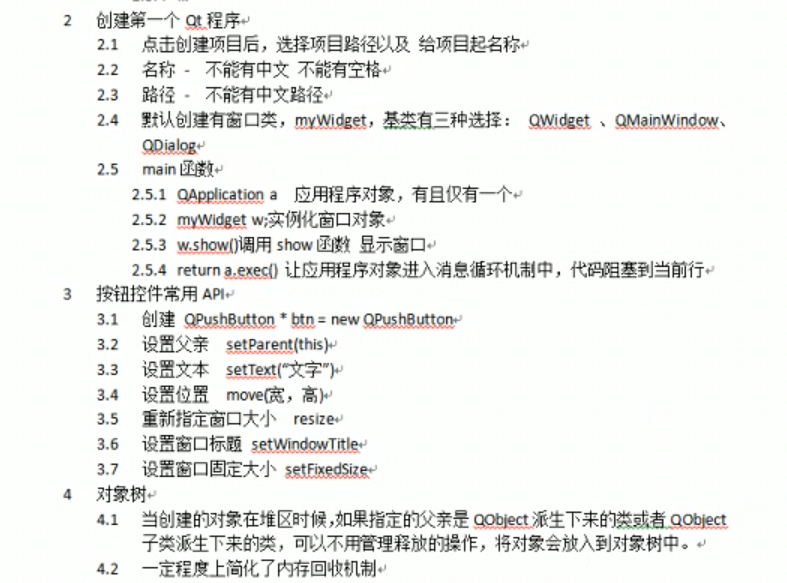 2 创建第一个 Qt 程序
2.1 点击创建项目后，选择项目路径以及 给项目起名称
2.2 名称 - 不能有中文 不能有空格
2.3 路径 - 不能有中文路径
2.4 默认创建有窗口类，myWidget，基类有三种选择： QWidget 、QMainWindow、
QDialog
2.5 main 函数
2.5.1 QApplication a 应用程序对象，有且仅有一个
2.5.2 myWidget w;实例化窗口对象
2.5.3 w.show()调用 show 函数 显示窗口
2.5.4 return a.exec() 让应用程序对象进入消息循环机制中，代码阻塞到当前行
3 按钮控件常用 API
3.1 创建 QPushButton * btn = new QPushButton
3.2 设置父亲 setParent(this)
3.3 设置文本 setText(“文字”)
3.4 设置位置 move(宽，高)
3.5 重新指定窗口大小 resize
3.6 设置窗口标题 setWindowTitle
3.7 设置窗口固定大小 setFixedSize
4 对象树
4.1 当创建的对象在堆区时候,如果指定的父亲是 QObject 派生下来的类或者 QObject
子类派生下来的类，可以不用管理释放的操作，将对象会放入到对象树中。
4.2 一定程度上简化了内存回收机制